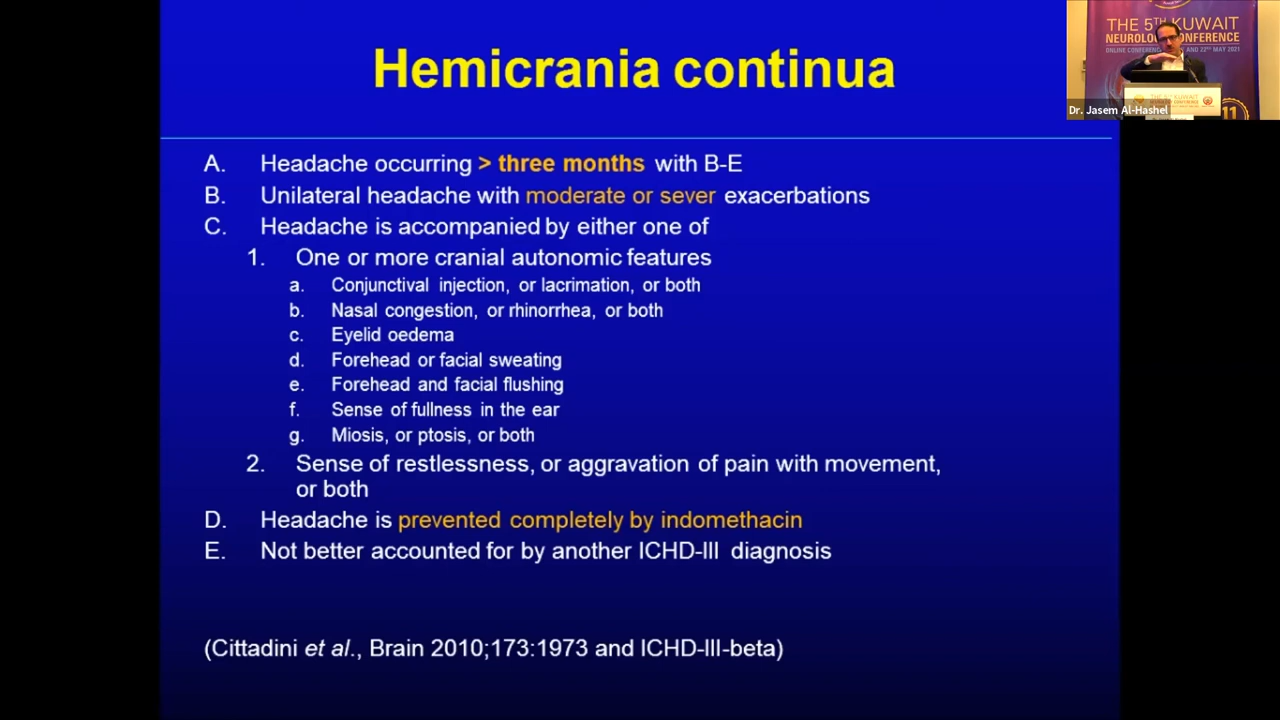 Hemicrania continua
THE 5TH KUWAIT
NEUROLOGY CONFERENCE
Dr. Jasem Al-Hashel
A. Headache occurring > three months with B-E
B. Unilateral headache with moderate or sever exacerbations
C. Headache is accompanied by either one of
1. One or more cranial autonomic features
a. Conjunctival injection, or lacrimation, or both
b. Nasal congestion, or rhinorrhea, or both
c. Eyelid oedema
d. Forehead or facial sweating
e. Forehead and facial flushing
f. Sense of fullness in the ear
g. Miosis, or ptosis, or both
2. Sense of restlessness, or aggravation of pain with movement,
or both
D. Headache is prevented completely by indomethacin
E. Not better accounted for by another ICHD-III diagnosis
(Cittadini et al., Brain 2010;173:1973 and ICHD-III-beta)